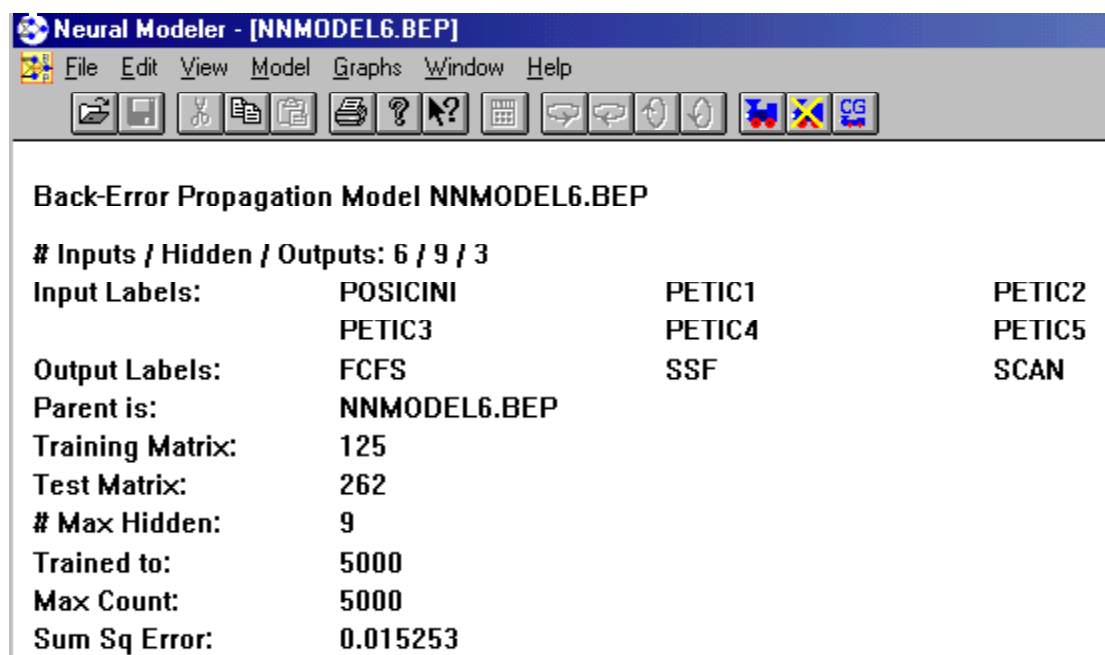 Neural Modeler - [NNMODEL6.BEP]
File Edit View Model Graphs Window Help
CG
Back-Error Propagation Model NNMODEL6.BEP
# Inputs / Hidden / Outputs: 6 / 9 / 3
Input Labels: POSICINI PETIC1 PETIC2
PETIC3 PETIC4 PETIC5
Output Labels: FCFS SSF SCAN
Parent is: NNMODEL6.BEP
Training Matrix: 125
Test Matrix: 262
# Max Hidden: 9
Trained to: 5000
Max Count: 5000
Sum Sq Error: 0.015253